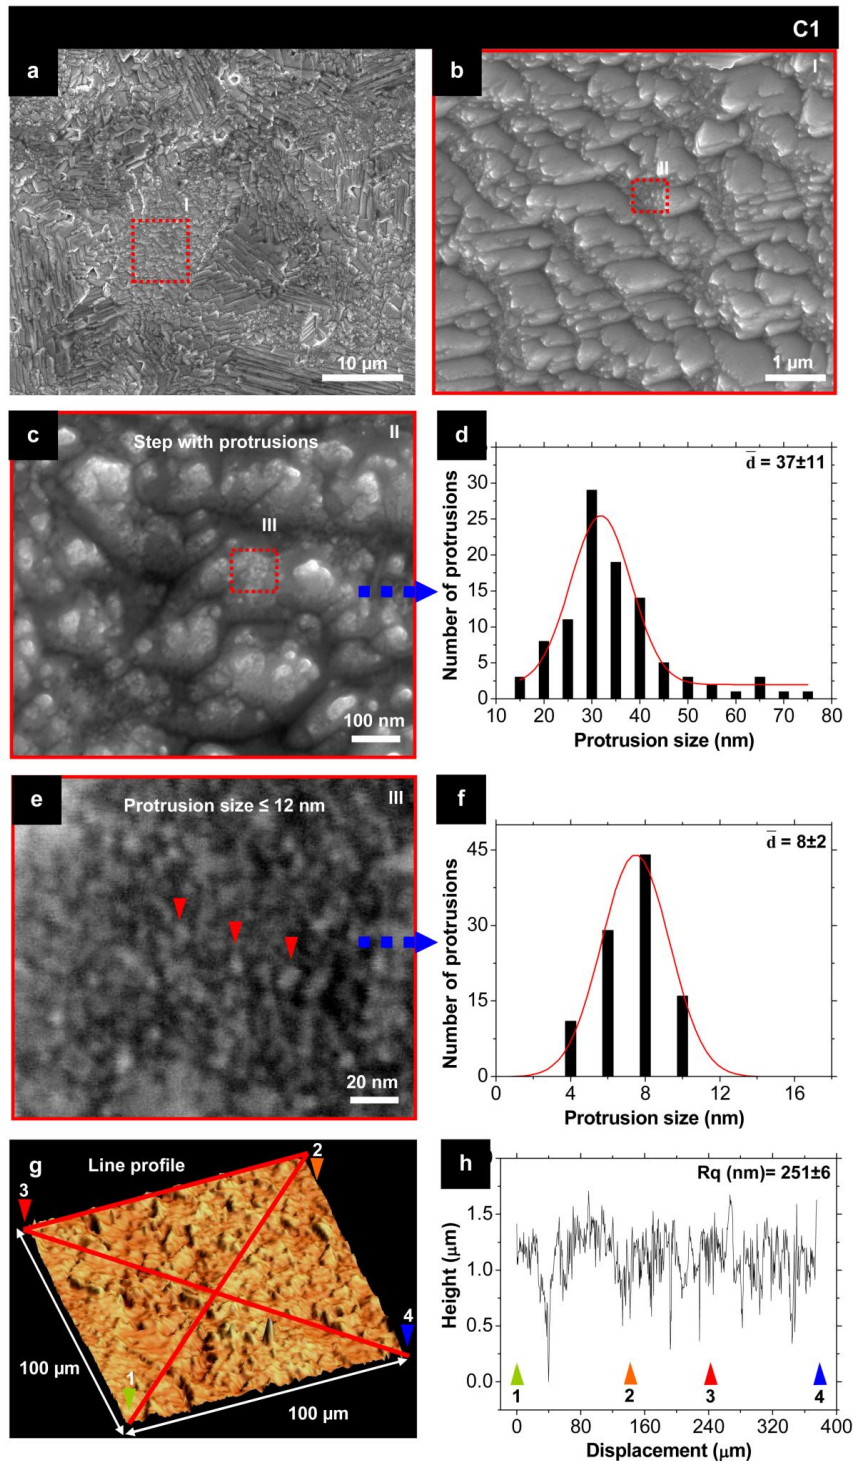 C1
a
I
10 µm
b
I
II
1 µm
c
Step with protrusions
II
III
100 nm
d
d̅ = 37±11
Number of protrusions
30
25
20
15
10
5
0
10 20 30 40 50 60 70 80
Protrusion size (nm)
e
Protrusion size ≤ 12 nm
III
20 nm
f
d̅ = 8±2
Number of protrusions
45
30
15
0
4 8 12 16
Protrusion size (nm)
g
Line profile
2
3
4
1
100 µm
100 µm
h
Rq (nm)= 251±6
Height (µm)
1.5
1.0
0.5
0.0
1 2 3 4
0 80 160 240 320 400
Displacement (µm)